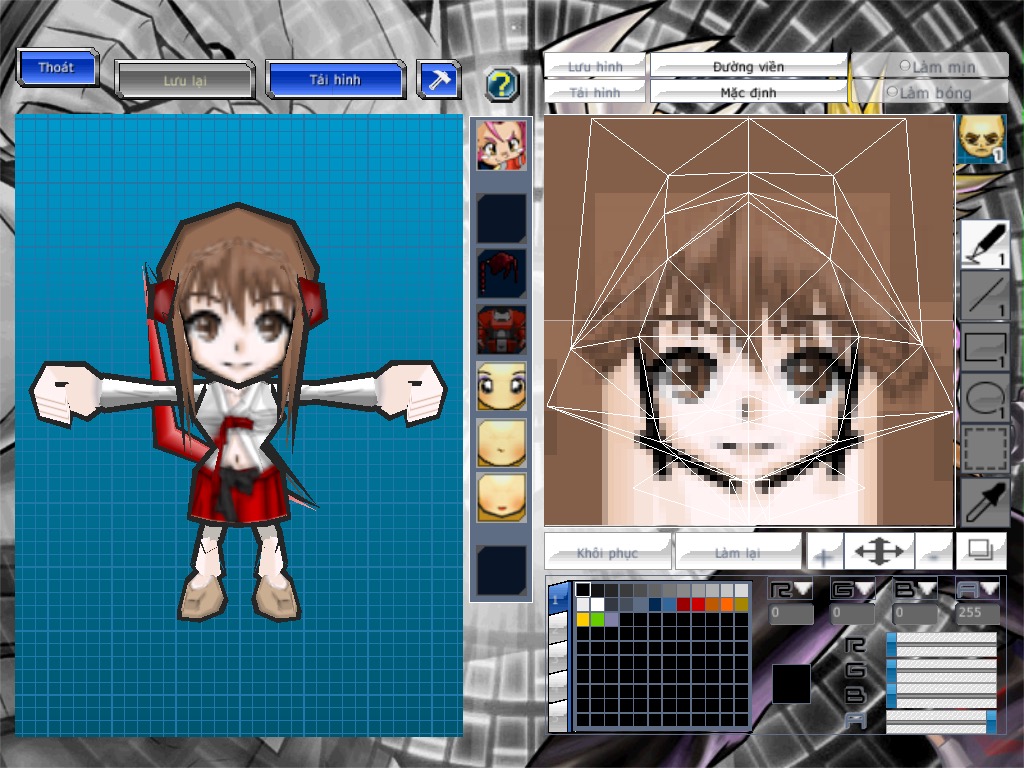 Thoát
Lưu lại
Tải hình
?
Lưu hình
Đường viền
Làm mịn
Tải hình
Mặc định
Làm bóng
1
1
1
1
1
Khôi phục
Làm lại
+
-
1
R
G
B
A
0
0
0
255
R
G
B
A